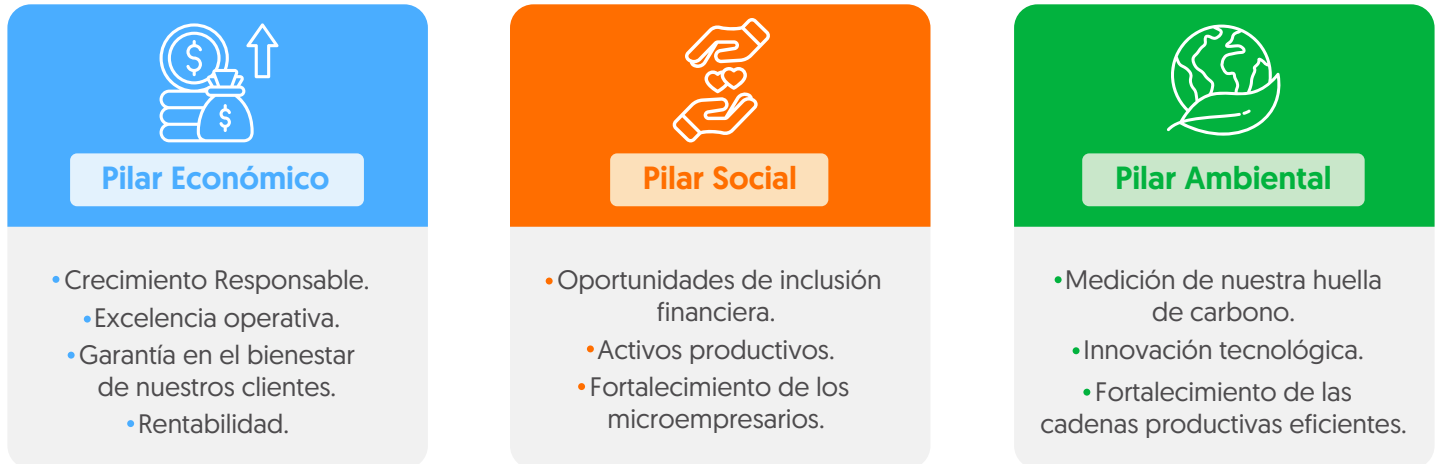 $
$
Pilar Económico
• Crecimiento Responsable.
• Excelencia operativa.
• Garantía en el bienestar
de nuestros clientes.
• Rentabilidad.
Pilar Social
• Oportunidades de inclusión
financiera.
• Activos productivos.
• Fortalecimiento de los
microempresarios.
Pilar Ambiental
• Medición de nuestra huella
de carbono.
• Innovación tecnológica.
• Fortalecimiento de las
cadenas productivas eficientes.